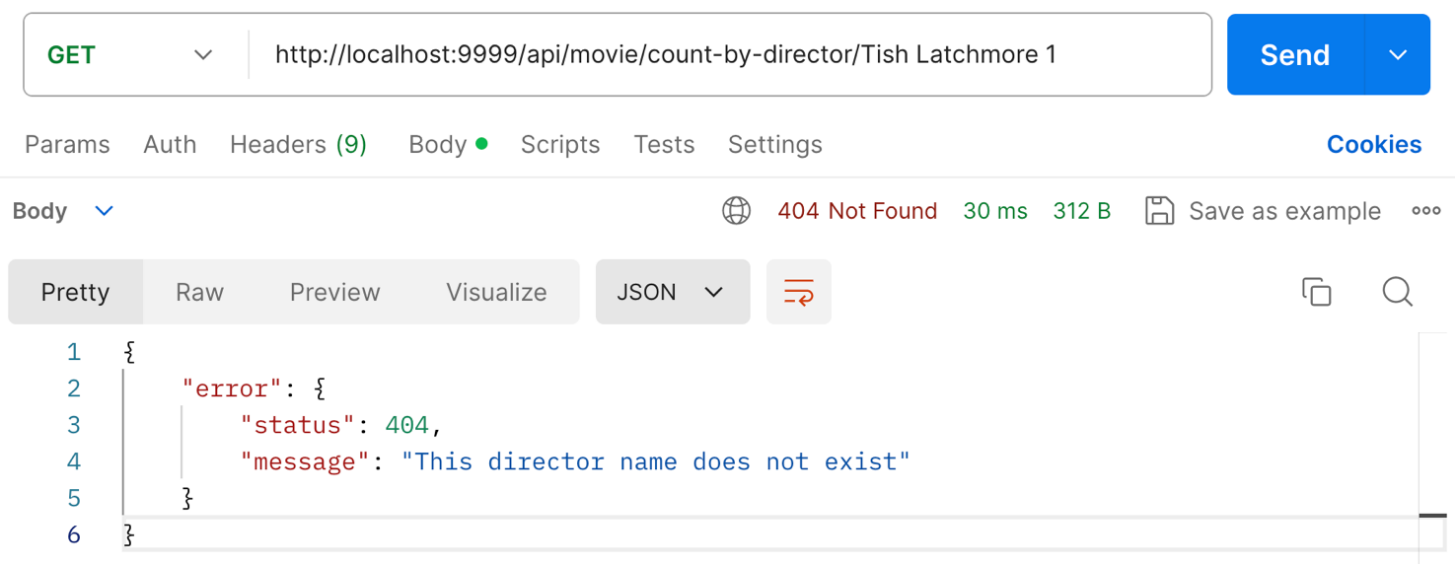 GET http://localhost:9999/api/movie/count-by-director/Tish Latchmore 1 Send
Params Auth Headers (9) Body Scripts Tests Settings Cookies
Body 404 Not Found 30 ms 312 B Save as example
Pretty Raw Preview Visualize JSON
1 {
2 "error": {
3 "status": 404,
4 "message": "This director name does not exist"
5 }
6 }